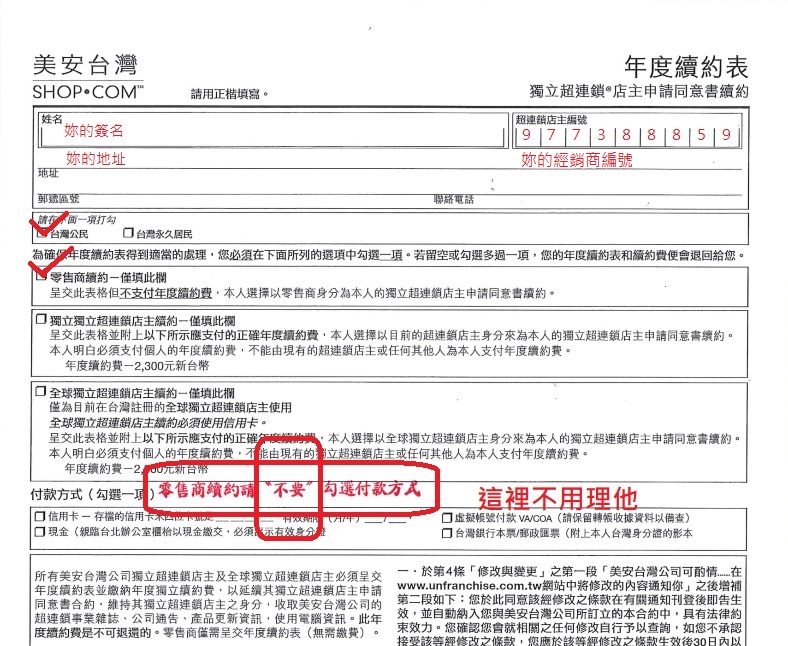 美安台灣
SHOP•COM™
請用正楷填寫。
年度續約表
獨立超連鎖®店主申請同意書續約
姓名
妳的簽名
超連鎖店主編號
9 7 7 3 8 8 8 8 5 9
妳的地址
妳的經銷商編號
地址
郵遞區號
聯絡電話
請在下面一項打勾
台灣公民 台灣永久居民
為確保年度續約表得到適當的處理，您必須在下面所列的選項中勾選一項。若留空或勾選多過一項，您的年度續約表和續約費便會退回給您。
零售商續約－僅填此欄
呈交此表格但不支付年度續約費，本人選擇以零售商身分為本人的獨立超連鎖店主申請同意書續約。
獨立獨立超連鎖店主續約－僅填此欄
呈交此表格並附上以下所示應支付的正確年度續約費，本人選擇以目前的超連鎖店主身分來為本人的獨立超連鎖店主申請同意書續約。
本人明白必須支付個人的年度續約費，不能由現有的超連鎖店主或任何其他人為本人支付年度續約費。
年度續約費－2,300元新台幣
全球獨立超連鎖店主續約－僅填此欄
僅為目前在台灣註冊的全球獨立超連鎖店主使用
全球獨立超連鎖店主續約必須使用信用卡。
呈交此表格並附上以下所示應支付的正確年度續約費，本人選擇以全球獨立超連鎖店主身分來為本人的獨立超連鎖店主申請同意書續約。
本人明白必須支付個人的年度續約費，不能由現有的超連鎖店主或任何其他人為本人支付年度續約費。
年度續約費－2, 00元新台幣
零售商續約請“不要”勾選付款方式
付款方式（勾選一項）
這裡不用理他
信用卡－存檔的信用卡末四位卡號是 有效期限（月/年）
虛擬帳號付款 VA/COA（請保留轉帳收據資料以備查）
現金（親臨台北辦公室櫃枱以現金繳交，必須出示有效身分證
台灣銀行本票/郵政匯票（附上本人台灣身分證的影本
所有美安台灣公司獨立超連鎖店主及全球獨立超連鎖店主必須呈交
年度續約表並繳納年度獨立續約費，以延續其獨立超連鎖店主申請
同意書合約，維持其獨立超連鎖店主之身分，收取美安台灣公司的
超連鎖事業雜誌、公司通告、產品更新資訊，使用電腦資訊。此年
度續約費是不可退還的。零售商僅需呈交年度續約表（無需繳費）。
一．於第4條「修改與變更」之第一段「美安台灣公司可酌情.....在
www.unfranchise.com.tw網站中將修改的內容通知你」之後增補
第二段如下：您於此同意該經修改之條款在有關通知刊登後即告生
效，並自動納入您與美安台灣公司所訂立的本合約中，具有法律約
束效力。您確認您會就相關之任何修改自行予以查詢，如您不承認
接受該等經修改之條款，您應於該等經修改之條款生效後30日內以